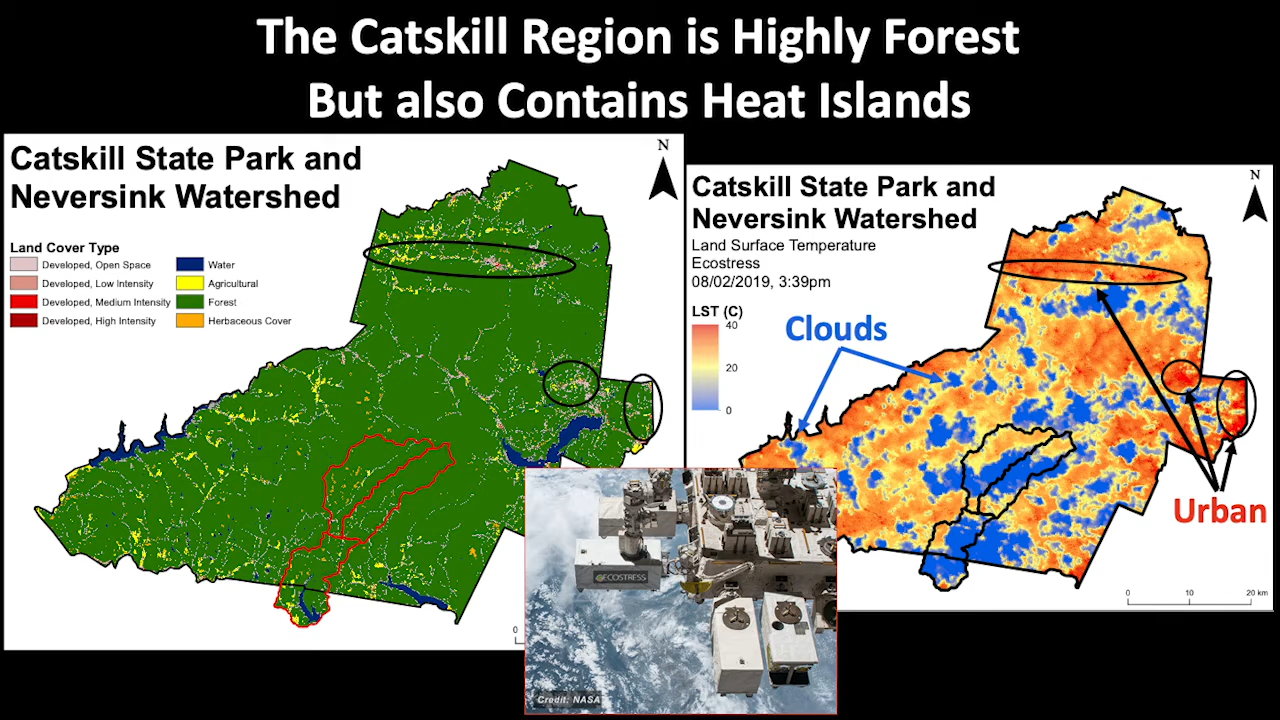 The Catskill Region is Highly Forest
But also Contains Heat Islands
Catskill State Park and
Neversink Watershed
N
Land Cover Type
Developed, Open Space
Developed, Low Intensity
Developed, Medium Intensity
Developed, High Intensity
Water
Agricultural
Forest
Herbaceous Cover
0
Catskill State Park and
Neversink Watershed
N
Land Surface Temperature
Ecostress
08/02/2019, 3:39pm
LST (C)
40
20
0
Clouds
Urban
0 10 20 km
ECOSTRESS
Credit: NASA